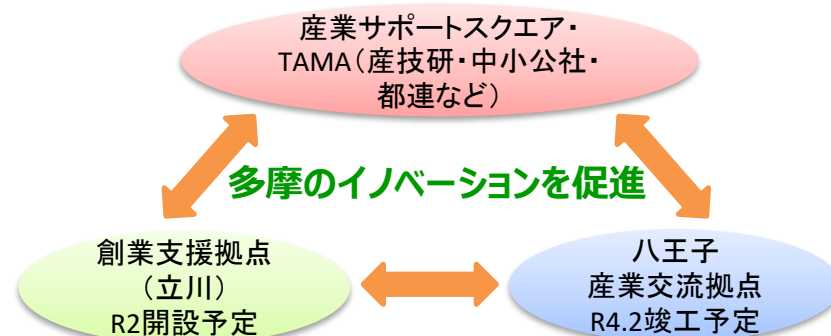 産業サポートスクエア・
TAMA（産技研・中小公社・
都連など）
多摩のイノベーションを促進
創業支援拠点
（立川）
R2開設予定
八王子
産業交流拠点
R4.2竣工予定